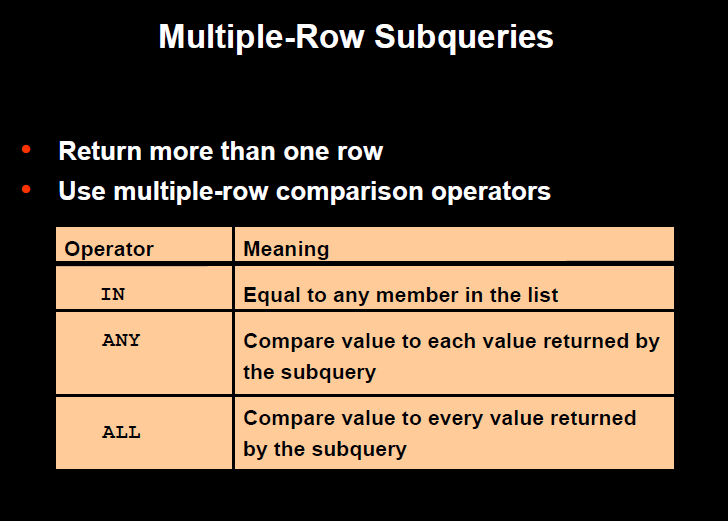 Multiple-Row Subqueries
• Return more than one row
• Use multiple-row comparison operators
Operator Meaning
IN Equal to any member in the list
ANY Compare value to each value returned by
the subquery
ALL Compare value to every value returned
by the subquery